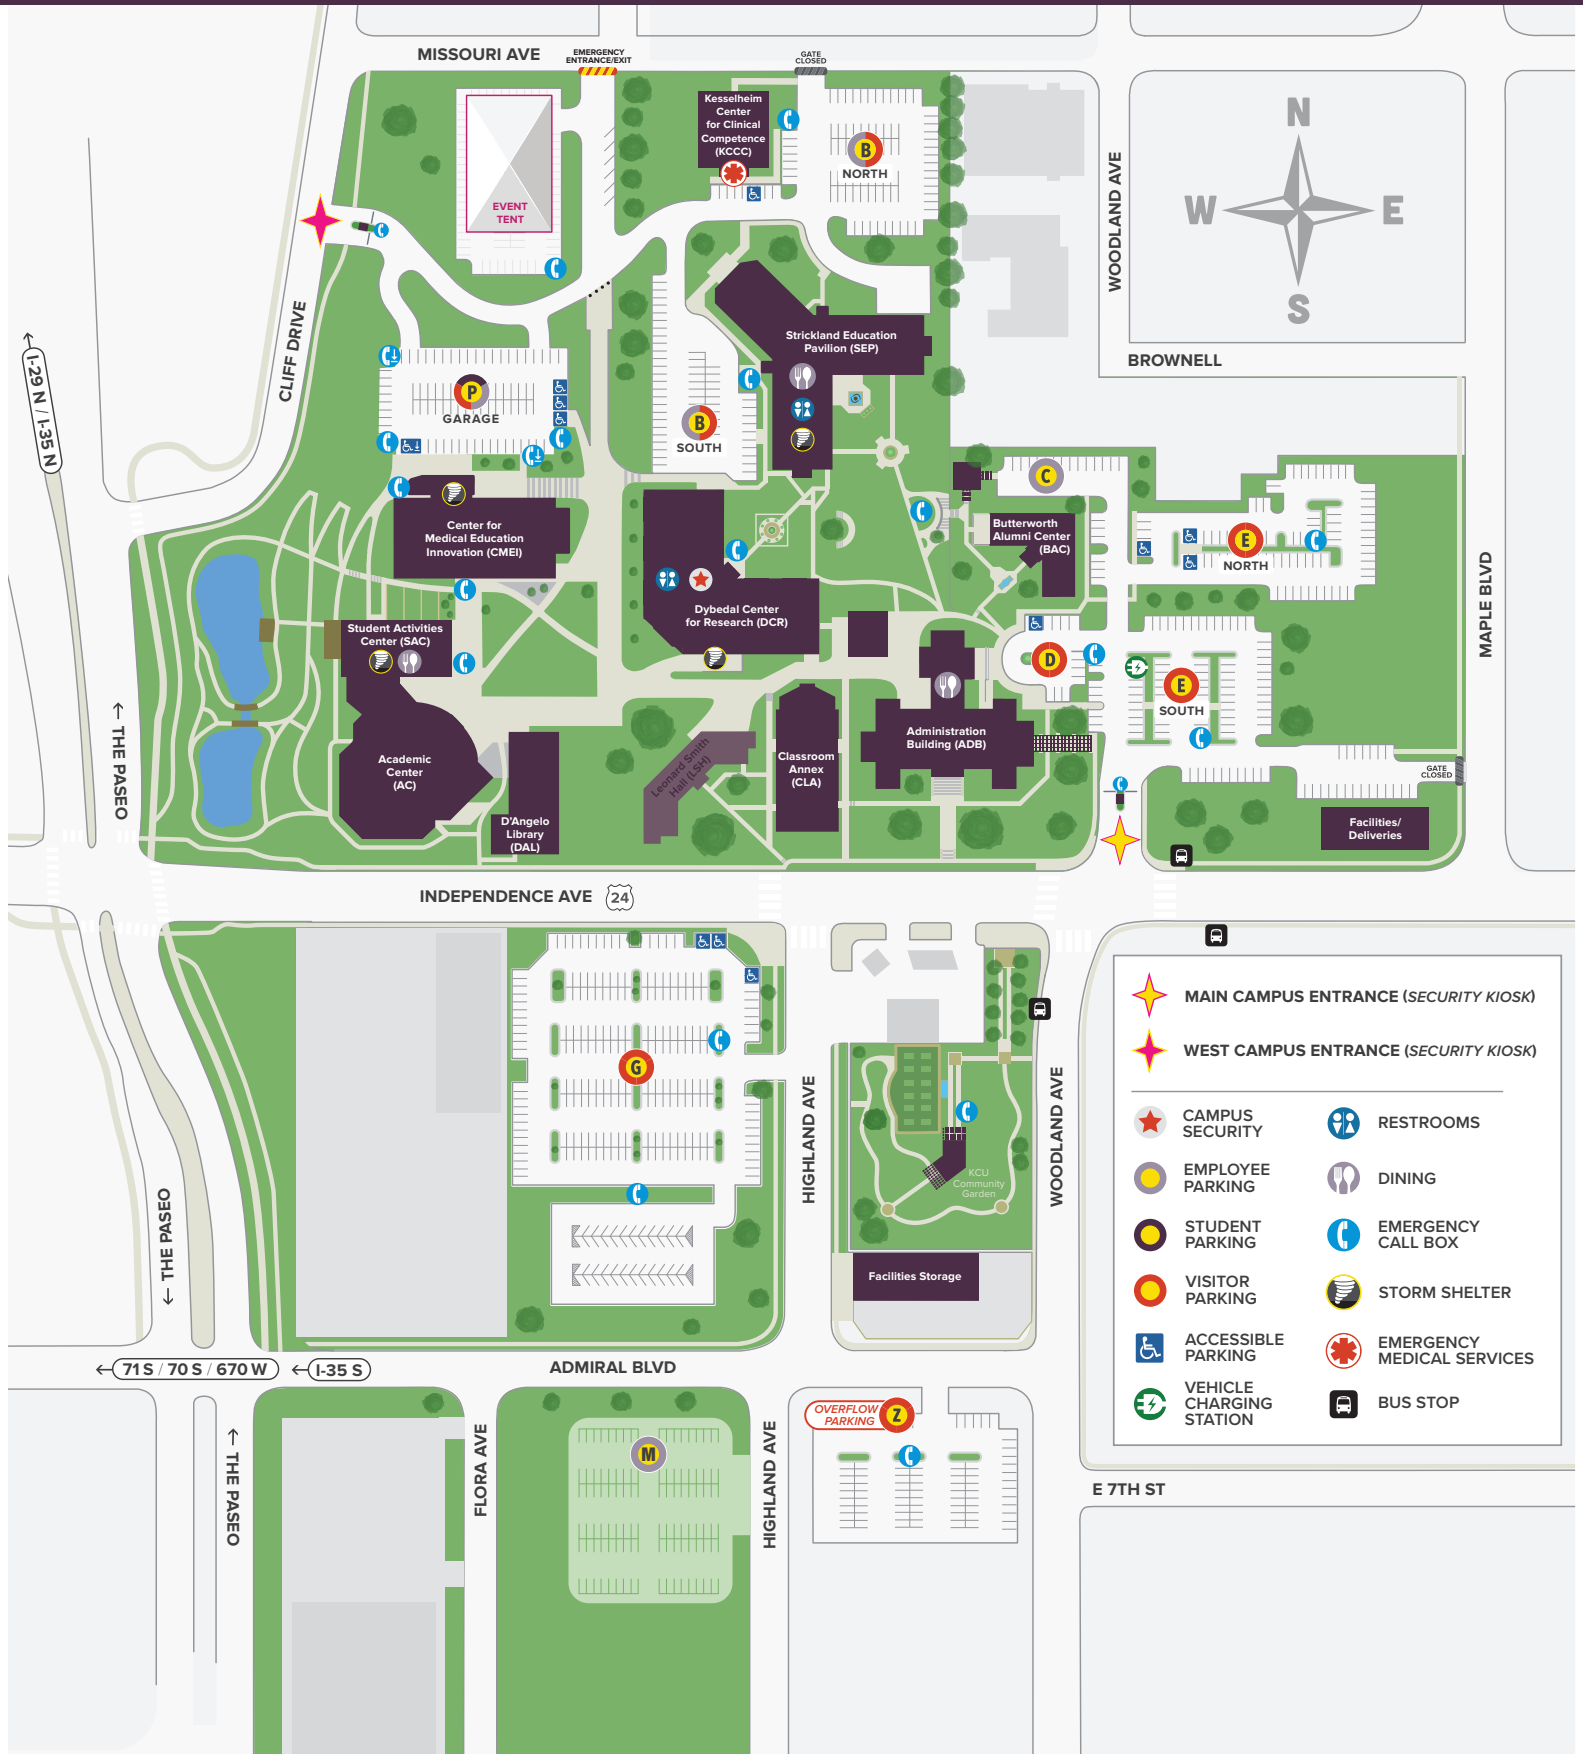 MISSOURI AVE
EMERGENCY
ENTRANCE/EXIT
GATE
CLOSED
Kesselheim
Center
for Clinical
Competence
(KCCC)
B
NORTH
EVENT
TENT
WOODLAND AVE
N
W
E
S
BROWNELL
CLIFF DRIVE
I-29 N / I-35 N
Strickland Education
Pavilion (SEP)
P
GARAGE
B
SOUTH
C
Center for
Medical Education
Innovation (CMEI)
Butterworth
Alumni Center
(BAC)
E
NORTH
MAPLE BLVD
Dybedal Center
for Research (DCR)
Student Activities
Center (SAC)
D
E
SOUTH
THE PASEO
Academic
Center
(AC)
Leonard Smith
Hall (LSH)
Classroom
Annex
(CLA)
Administration
Building (ADB)
GATE
CLOSED
D'Angelo
Library
(DAL)
Facilities/
Deliveries
INDEPENDENCE AVE 24
G
HIGHLAND AVE
WOODLAND AVE
KCU
Community
Garden
Facilities Storage
THE PASEO
MAIN CAMPUS ENTRANCE (SECURITY KIOSK)
WEST CAMPUS ENTRANCE (SECURITY KIOSK)
CAMPUS
SECURITY
RESTROOMS
EMPLOYEE
PARKING
DINING
STUDENT
PARKING
EMERGENCY
CALL BOX
VISITOR
PARKING
STORM SHELTER
ACCESSIBLE
PARKING
EMERGENCY
MEDICAL SERVICES
VEHICLE
CHARGING
STATION
BUS STOP
71 S / 70 S / 670 W
I-35 S
ADMIRAL BLVD
THE PASEO
FLORA AVE
M
HIGHLAND AVE
OVERFLOW
PARKING
Z
E 7TH ST